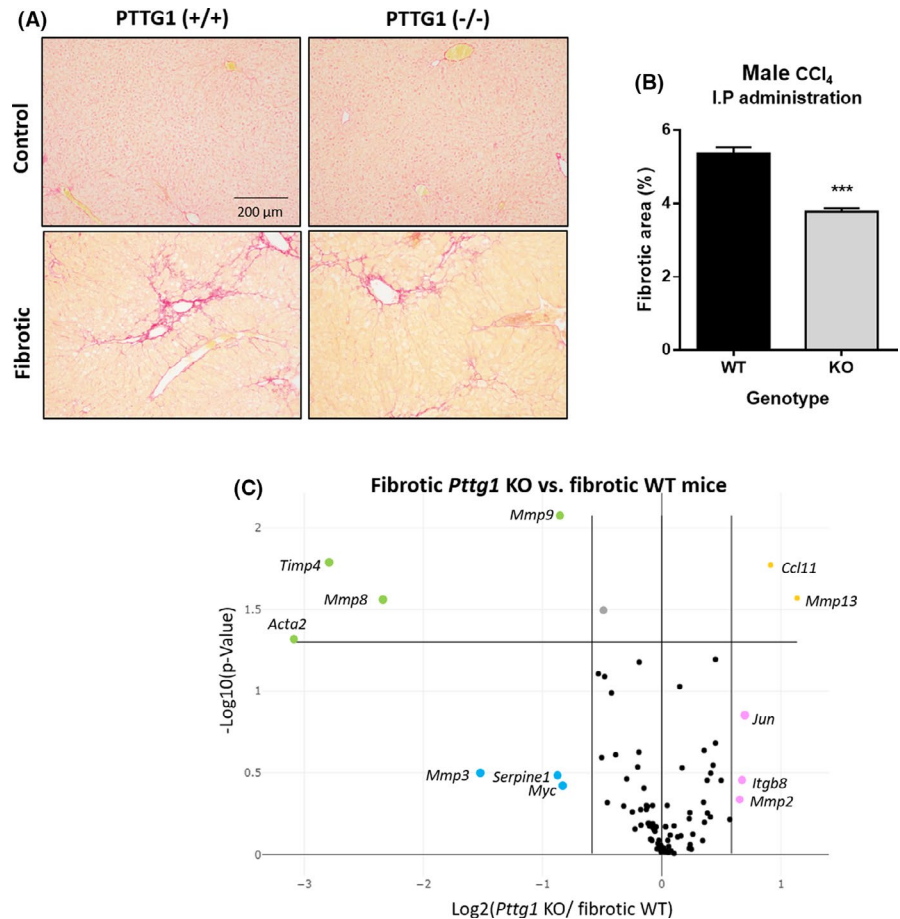 (A)
PTTG1 (+/+)
PTTG1 (-/-)
Control
200 µm
Fibrotic
(B)
Male CCl₄
I.P administration
Fibrotic area (%)
6
4
2
0
***
WT
KO
Genotype
(C)
Fibrotic Pttg1 KO vs. fibrotic WT mice
-Log10(p-Value)
2
1.5
1
0.5
0
Mmp9
Timp4
Mmp8
Acta2
Ccl11
Mmp13
Jun
Mmp3
Serpine1
Myc
Itgb8
Mmp2
-3
-2
-1
0
1
Log2(Pttg1 KO/ fibrotic WT)